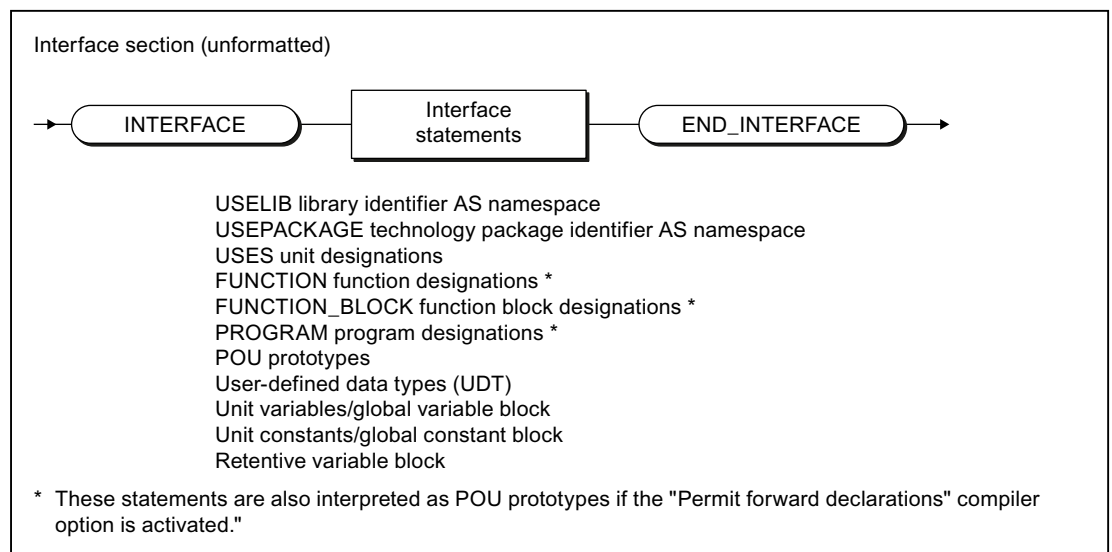 Interface section (unformatted)
INTERFACE
Interface
statements
END_INTERFACE
USELIB library identifier AS namespace
USEPACKAGE technology package identifier AS namespace
USES unit designations
FUNCTION function designations *
FUNCTION_BLOCK function block designations *
PROGRAM program designations *
POU prototypes
User-defined data types (UDT)
Unit variables/global variable block
Unit constants/global constant block
Retentive variable block
* These statements are also interpreted as POU prototypes if the "Permit forward declarations" compiler
option is activated."